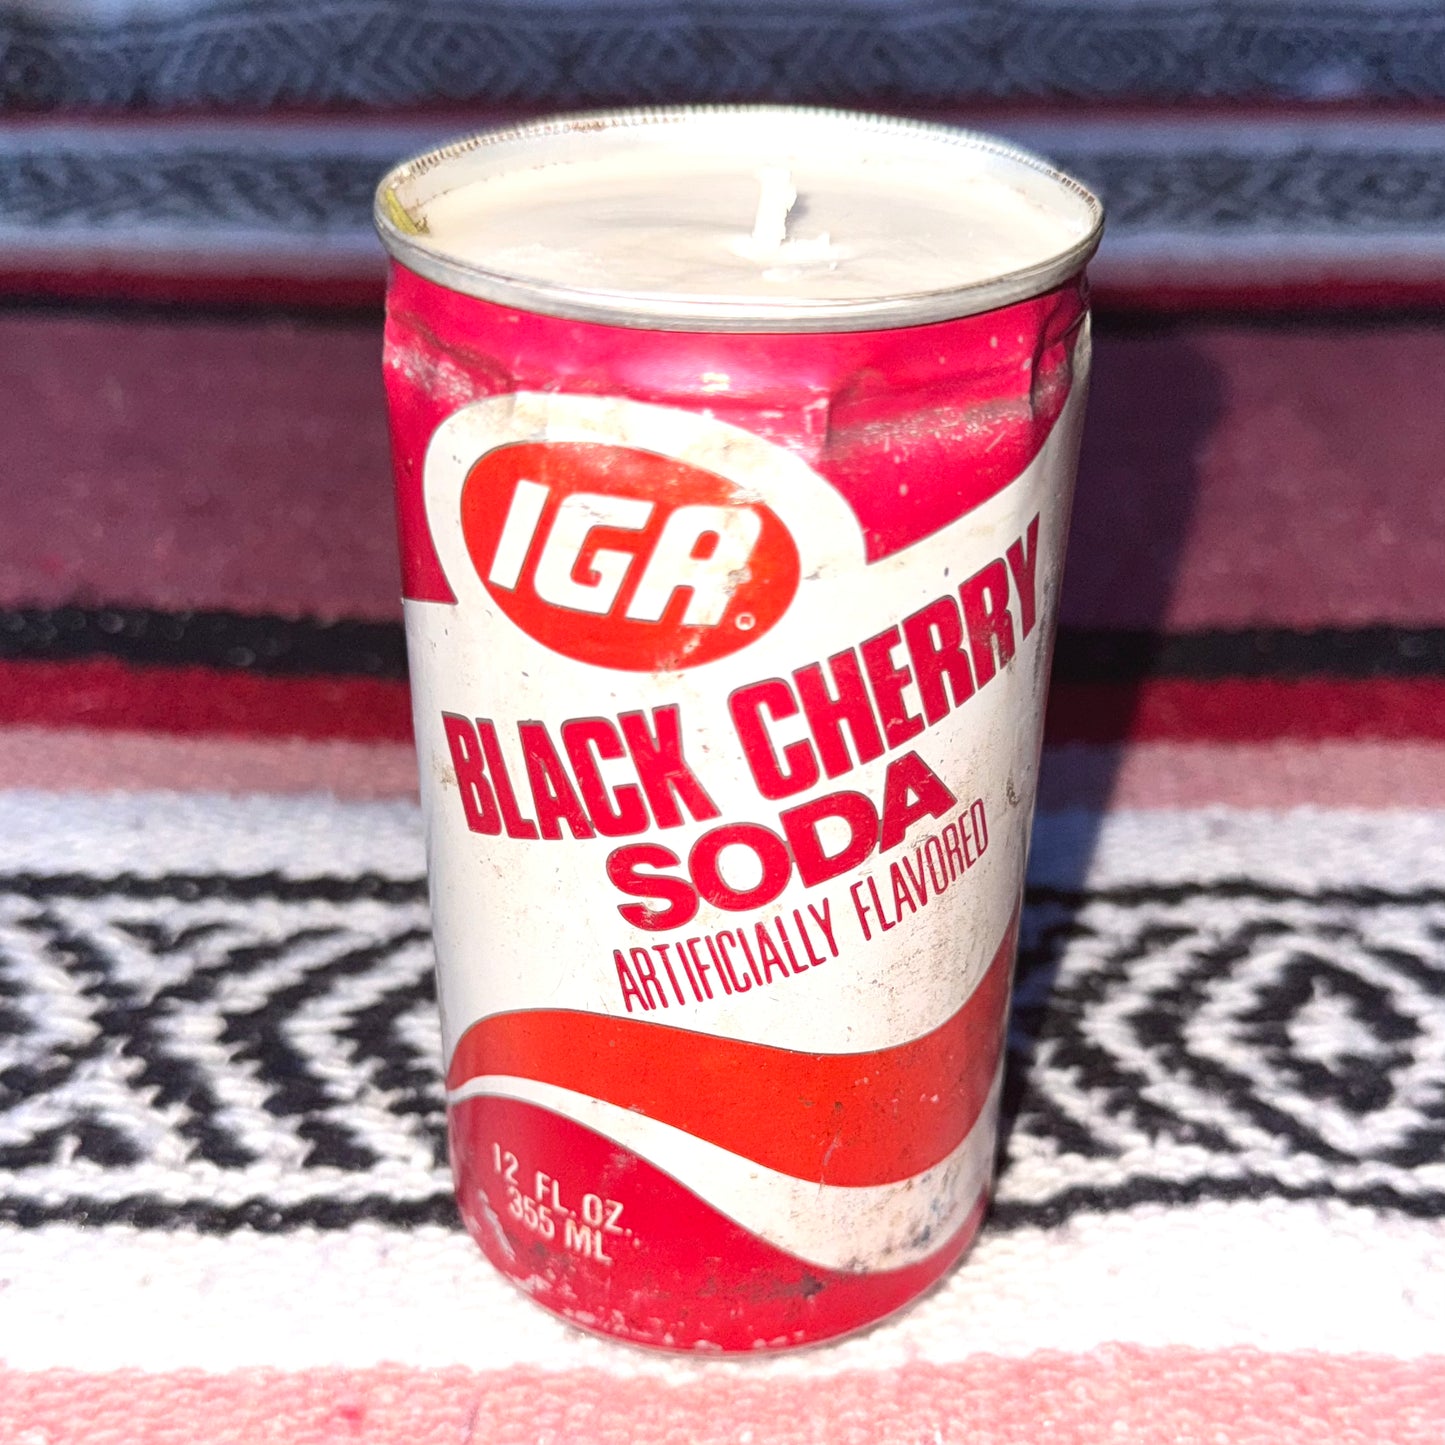 IGA®
BLACK CHERRY
SODA
ARTIFICIALLY FLAVORED
12 FL. OZ.
355 ML